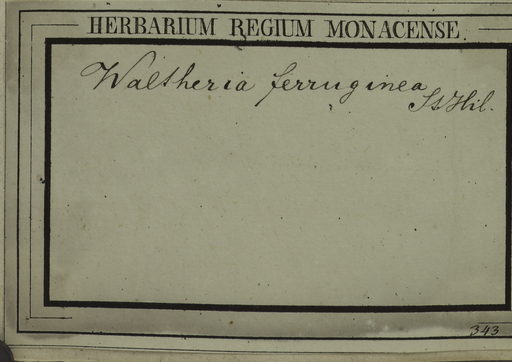 HERBARIUM REGIUM MONACENSE.
Waltheria ferruginea
St Hil.
343